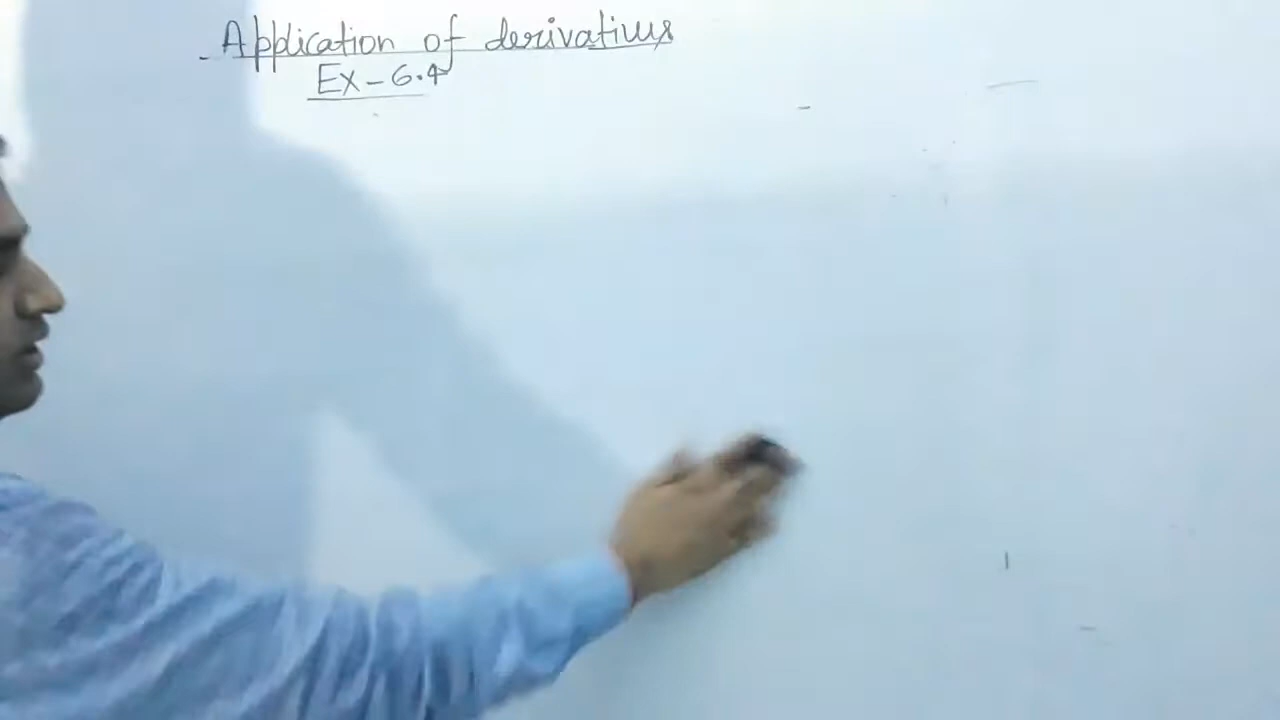 Application of derivatives
Ex - 6.4